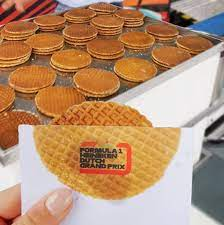 FORMULA 1
HEINEKEN
DUTCH
GRAND PRIX